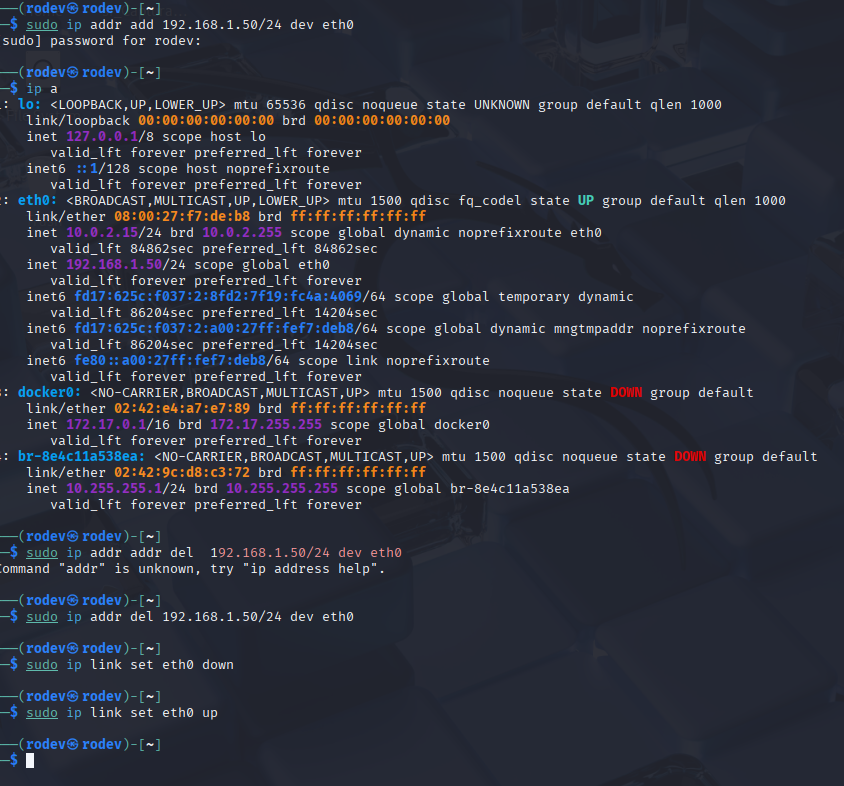 ──(rodev㉿rodev)-[~]
─$ sudo ip addr add 192.168.1.50/24 dev eth0
sudo] password for rodev:
──(rodev㉿rodev)-[~]
─$ ip a
: lo: <LOOPBACK,UP,LOWER_UP> mtu 65536 qdisc noqueue state UNKNOWN group default qlen 1000
link/loopback 00:00:00:00:00:00 brd 00:00:00:00:00:00
inet 127.0.0.1/8 scope host lo
valid_lft forever preferred_lft forever
inet6 ::1/128 scope host noprefixroute
valid_lft forever preferred_lft forever
: eth0: <BROADCAST,MULTICAST,UP,LOWER_UP> mtu 1500 qdisc fq_codel state UP group default qlen 1000
link/ether 08:00:27:f7:de:b8 brd ff:ff:ff:ff:ff:ff
inet 10.0.2.15/24 brd 10.0.2.255 scope global dynamic noprefixroute eth0
valid_lft 84862sec preferred_lft 84862sec
inet 192.168.1.50/24 scope global eth0
valid_lft forever preferred_lft forever
inet6 fd17:625c:f037:2:8fd2:7f19:fc4a:4069/64 scope global temporary dynamic
valid_lft 86204sec preferred_lft 14204sec
inet6 fd17:625c:f037:2:a00:27ff:fef7:deb8/64 scope global dynamic mngtmpaddr noprefixroute
valid_lft 86204sec preferred_lft 14204sec
inet6 fe80::a00:27ff:fef7:deb8/64 scope link noprefixroute
valid_lft forever preferred_lft forever
: docker0: <NO-CARRIER,BROADCAST,MULTICAST,UP> mtu 1500 qdisc noqueue state DOWN group default
link/ether 02:42:e4:a7:e7:89 brd ff:ff:ff:ff:ff:ff
inet 172.17.0.1/16 brd 172.17.255.255 scope global docker0
valid_lft forever preferred_lft forever
: br-8e4c11a538ea: <NO-CARRIER,BROADCAST,MULTICAST,UP> mtu 1500 qdisc noqueue state DOWN group default
link/ether 02:42:9c:d8:c3:72 brd ff:ff:ff:ff:ff:ff
inet 10.255.255.1/24 brd 10.255.255.255 scope global br-8e4c11a538ea
valid_lft forever preferred_lft forever
──(rodev㉿rodev)-[~]
─$ sudo ip addr addr del  192.168.1.50/24 dev eth0
Command "addr" is unknown, try "ip address help".
──(rodev㉿rodev)-[~]
─$ sudo ip addr del 192.168.1.50/24 dev eth0
──(rodev㉿rodev)-[~]
─$ sudo ip link set eth0 down
──(rodev㉿rodev)-[~]
─$ sudo ip link set eth0 up
──(rodev㉿rodev)-[~]
─$